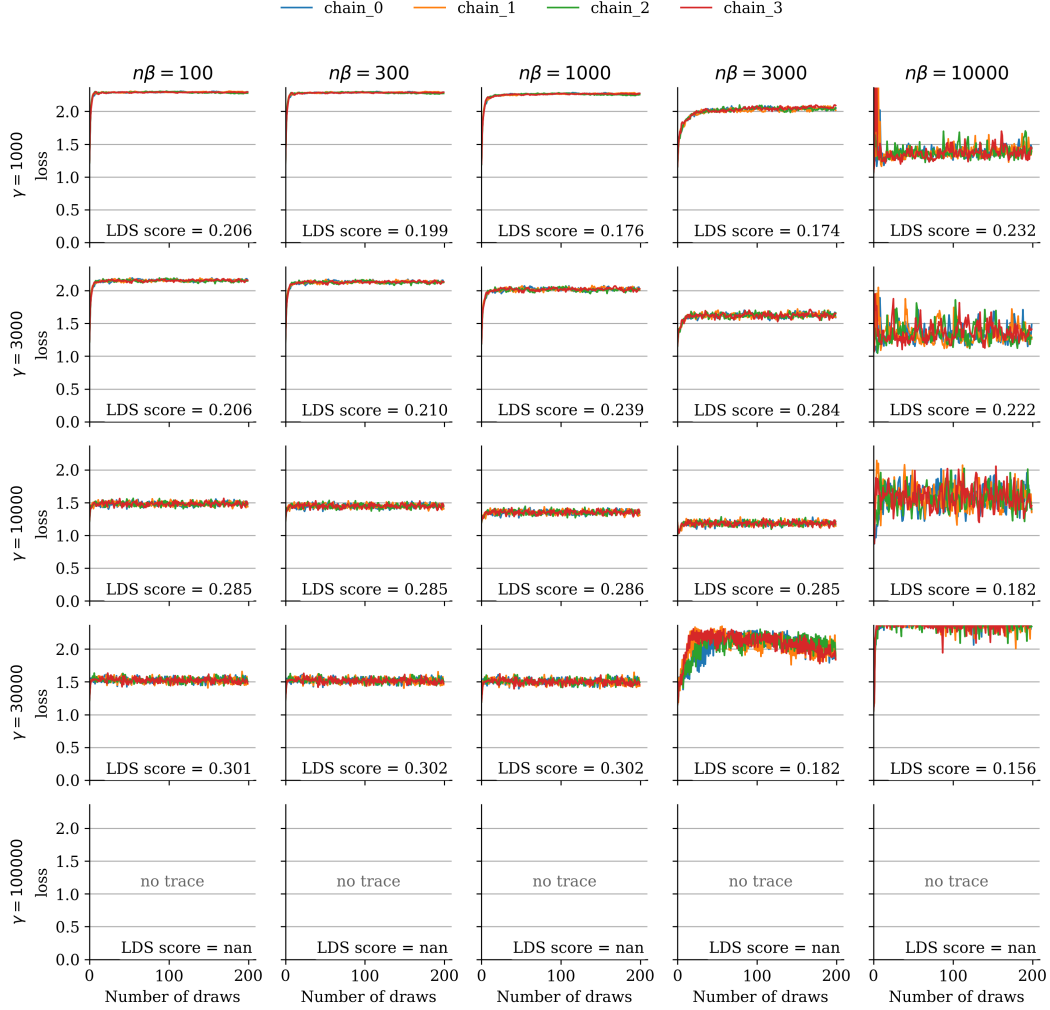 chain_0 chain_1 chain_2 chain_3
nβ = 100 nβ = 300 nβ = 1000 nβ = 3000 nβ = 10000
γ = 1000
loss
2.0
1.5
1.0
0.5
0.0
LDS score = 0.206 LDS score = 0.199 LDS score = 0.176 LDS score = 0.174 LDS score = 0.232
γ = 3000
loss
2.0
1.5
1.0
0.5
0.0
LDS score = 0.206 LDS score = 0.210 LDS score = 0.239 LDS score = 0.284 LDS score = 0.222
γ = 10000
loss
2.0
1.5
1.0
0.5
0.0
LDS score = 0.285 LDS score = 0.285 LDS score = 0.286 LDS score = 0.285 LDS score = 0.182
γ = 30000
loss
2.0
1.5
1.0
0.5
0.0
LDS score = 0.301 LDS score = 0.302 LDS score = 0.302 LDS score = 0.182 LDS score = 0.156
γ = 100000
loss
2.0
1.5
1.0
0.5
0.0
no trace no trace no trace no trace no trace
LDS score = nan LDS score = nan LDS score = nan LDS score = nan LDS score = nan
0 100 200 0 100 200 0 100 200 0 100 200 0 100 200
Number of draws Number of draws Number of draws Number of draws Number of draws